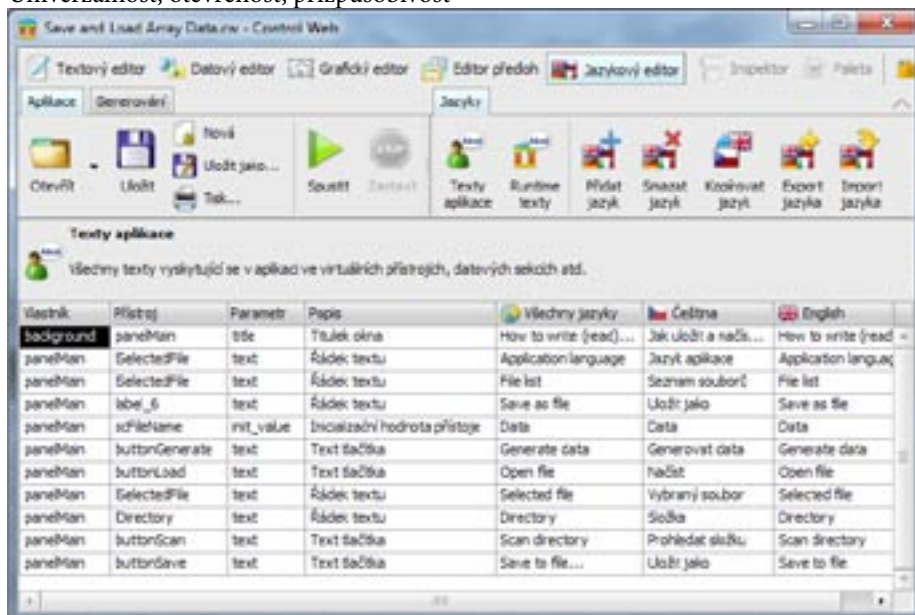 Univerzálnost, otevřenost, přizpůsobivost
Save and Load Array Data.cw - Control Web
Textový editor Datový editor Grafický editor Editor předloh Jazykový editor Inspektor Paleta
Aplikace Generování Jazyky
Otevřít Uložit Nová Uložit jako... Tisk... Spustit Zastavit Texty aplikace Runtime texty Přidat jazyk Smazat jazyk Kopírovat jazyk Export jazyka Import jazyka
Texty aplikace
Všechny texty vyskytující se v aplikaci ve virtuálních přístrojích, datových sekcích atd.
Vlastník Přístroj Parametr Popis Všechny jazyky Čeština English
background panelMain title Titulek okna How to write (read)... Jak uložit a načís... How to write (read
panelMain SelectedFile text Řádek textu Application language Jazyk aplikace Application languag
panelMain SelectedFile text Řádek textu File list Seznam souborů File list
panelMain label_6 text Řádek textu Save as file Uložit jako Save as file
panelMain scFileName init_value Inicializační hodnota přístroje Data Data Data
panelMain buttonGenerate text Text tlačítka Generate data Generovat data Generate data
panelMain buttonLoad text Text tlačítka Open file Načíst Open file
panelMain SelectedFile text Řádek textu Selected file Vybraný soubor Selected file
panelMain Directory text Řádek textu Directory Složka Directory
panelMain buttonScan text Text tlačítka Scan directory Prohledat složku Scan directory
panelMain buttonSave text Text tlačítka Save to file... Uložit jako Save to file